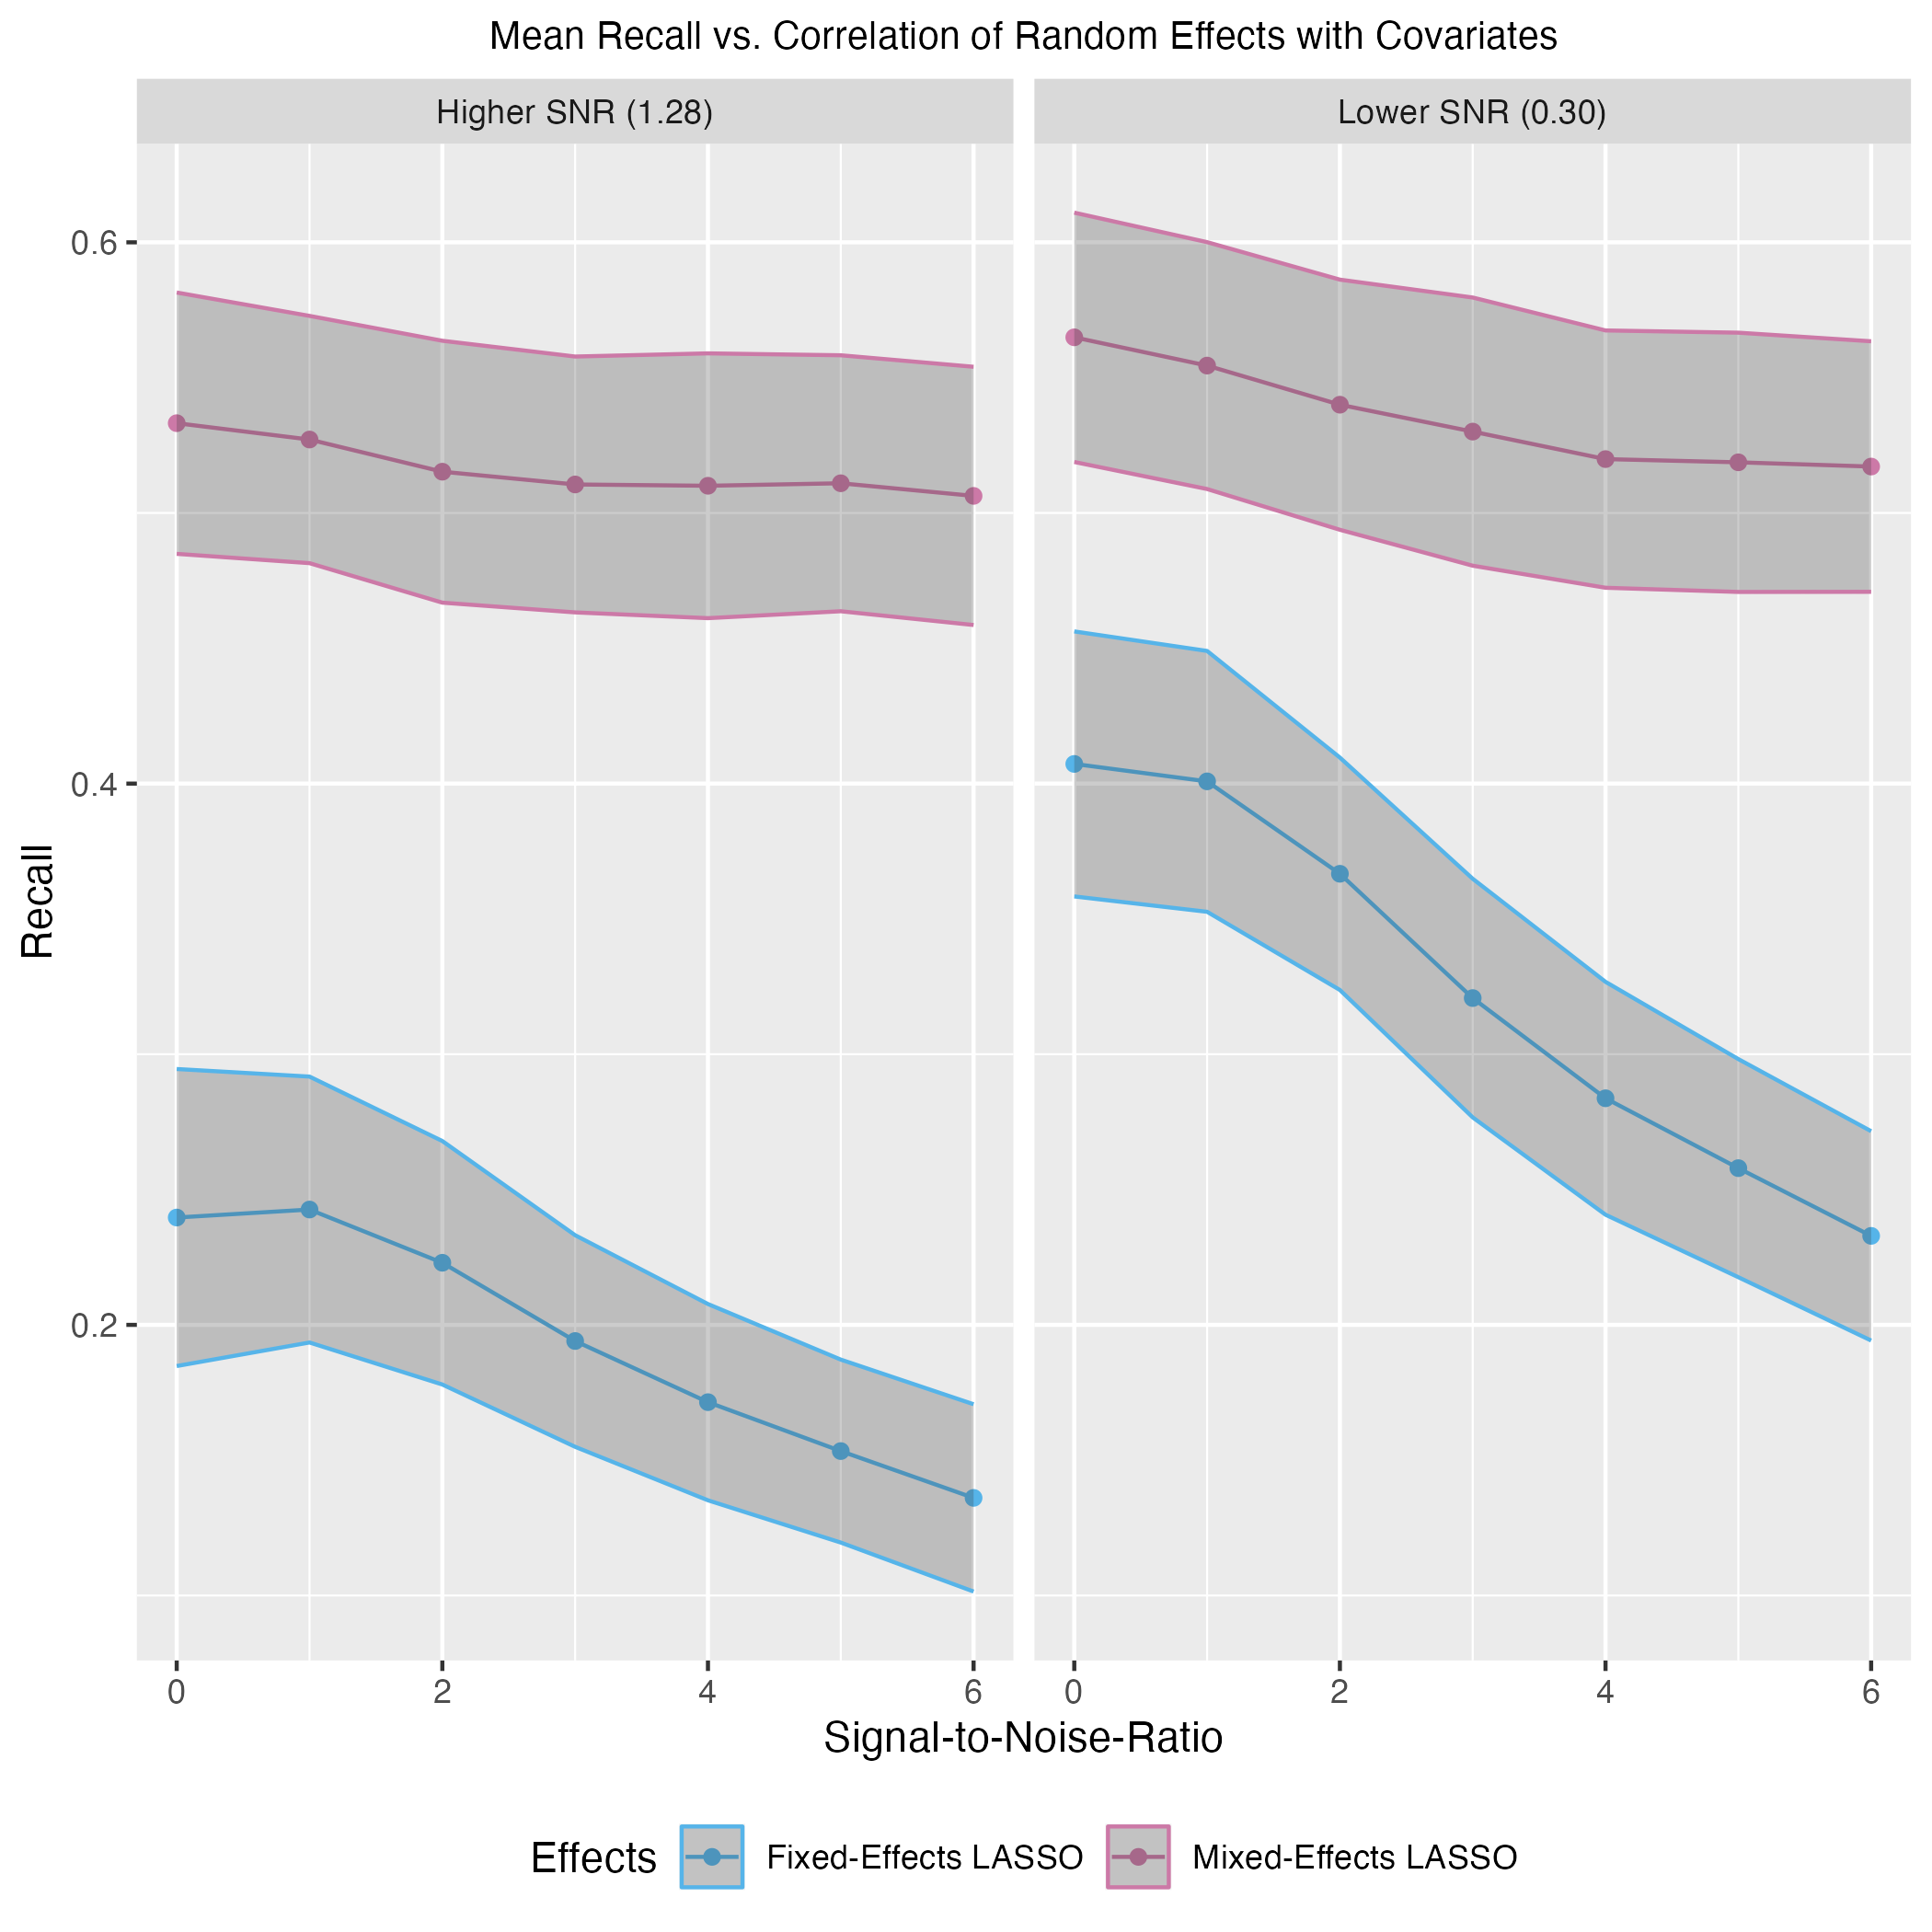 Mean Recall vs. Correlation of Random Effects with Covariates
Higher SNR (1.28)
Lower SNR (0.30)
0.6
0.4
0.2
Recall
0 2 4 6
0 2 4 6
Signal-to-Noise-Ratio
Effects Fixed-Effects LASSO Mixed-Effects LASSO